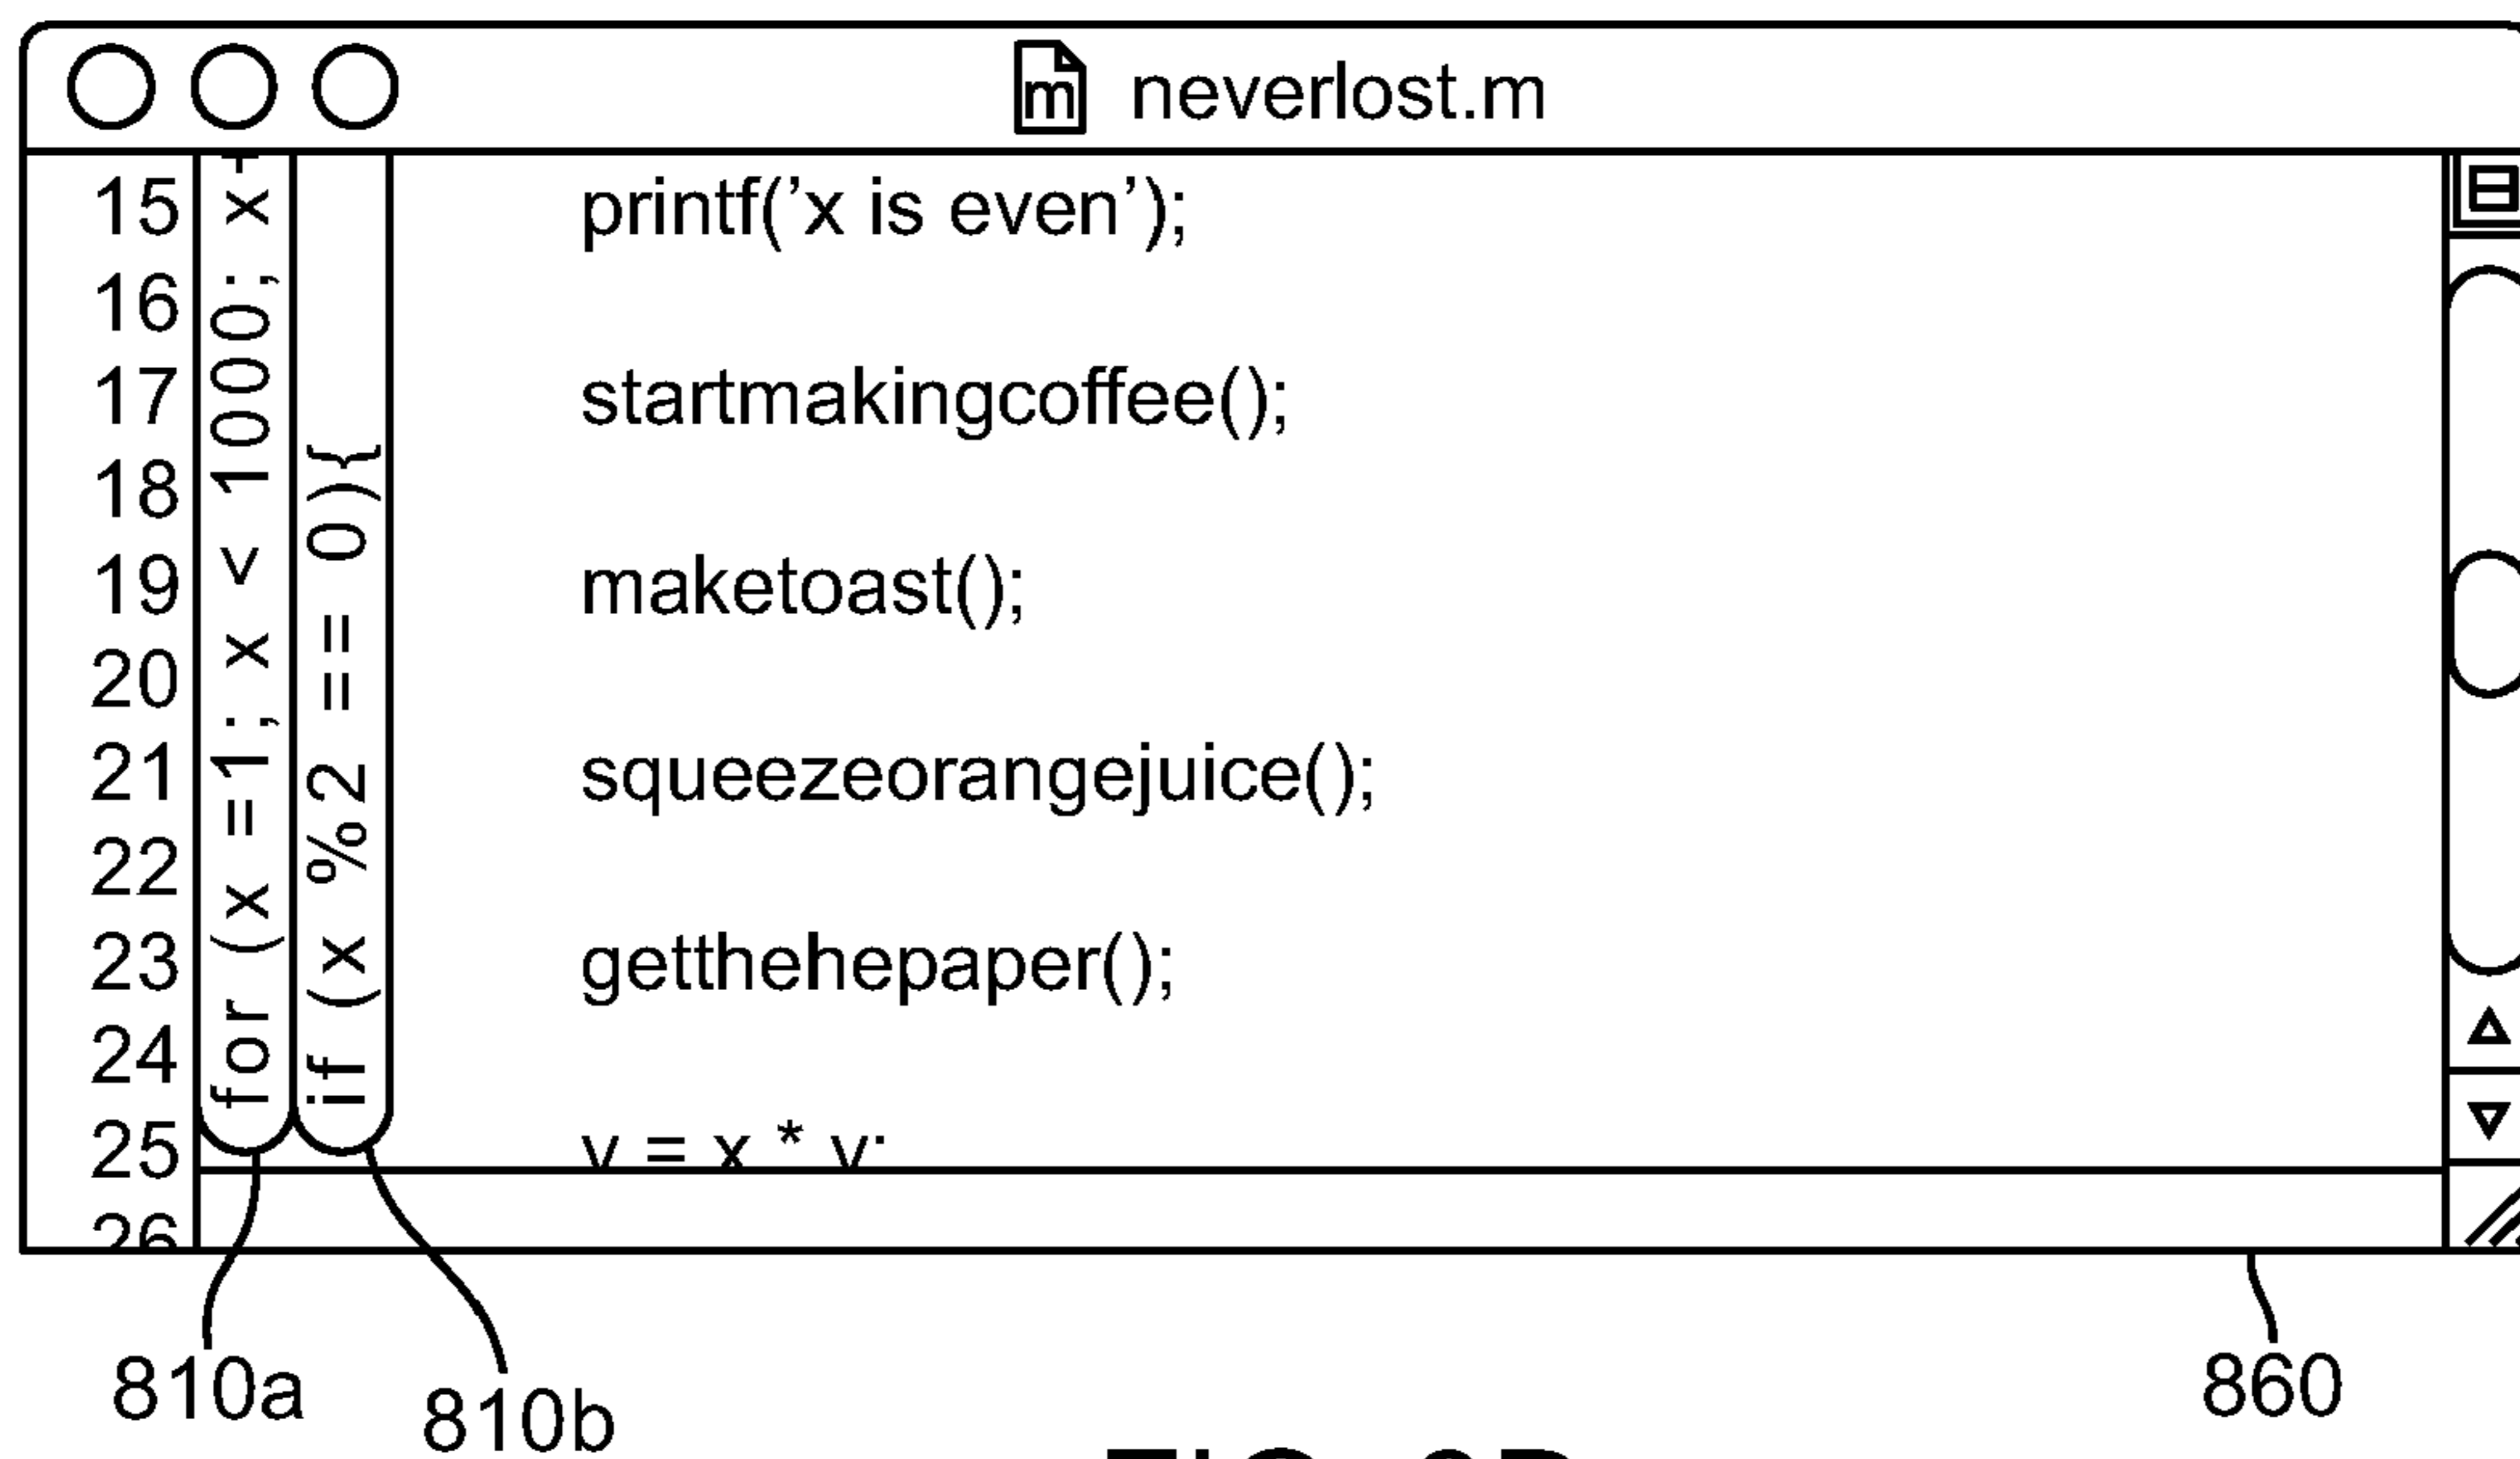 m neverlost.m
15 printf('x is even');
16
17 startmakingcoffee();
18
19 maketoast();
20
21 squeezeorangejuice();
22
23 getthehepaper();
24
25 v = x * v;
26
for (x =1; x < 1000; x+
if (x %2 == 0){
810a
810b
860